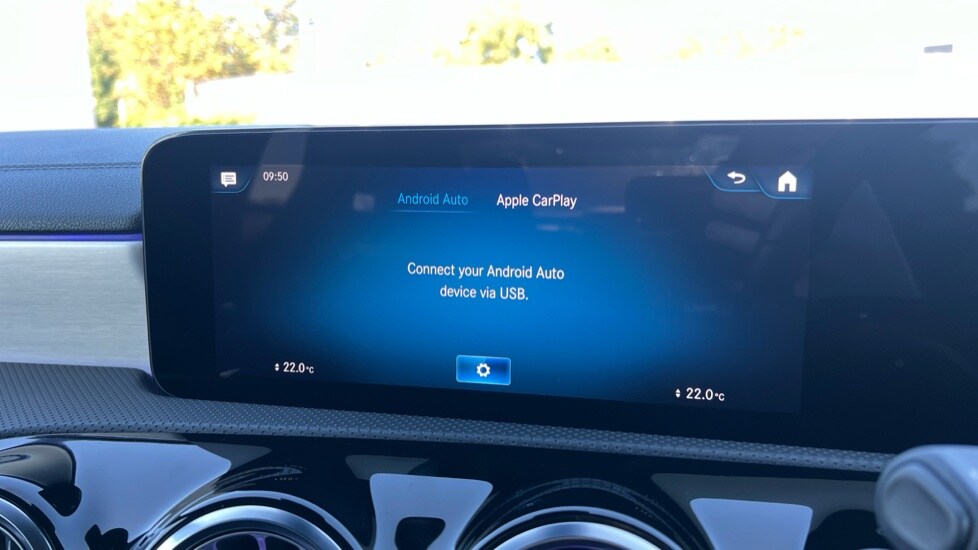 09:50
Android Auto Apple CarPlay
Connect your Android Auto
device via USB.
22.0°C
22.0°C